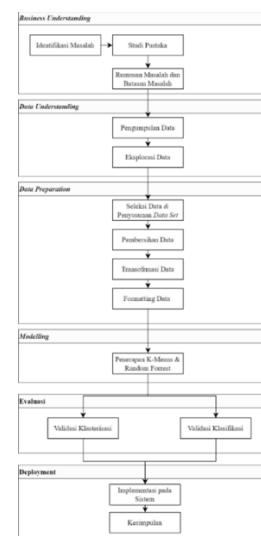 Business Understanding
Identifikasi Masalah
Studi Pustaka
Rumusan Masalah dan
Batasan Masalah
Data Understanding
Pengumpulan Data
Eksplorasi Data
Data Preparation
Seleksi Data &
Penyusunan Data Set
Pembersihan Data
Transformasi Data
Formatting Data
Modelling
Penerapan K-Means &
Random Forrest
Evaluasi
Validasi Klasterisasi
Validasi Klasifikasi
Deployment
Implementasi pada
Sistem
Kesimpulan